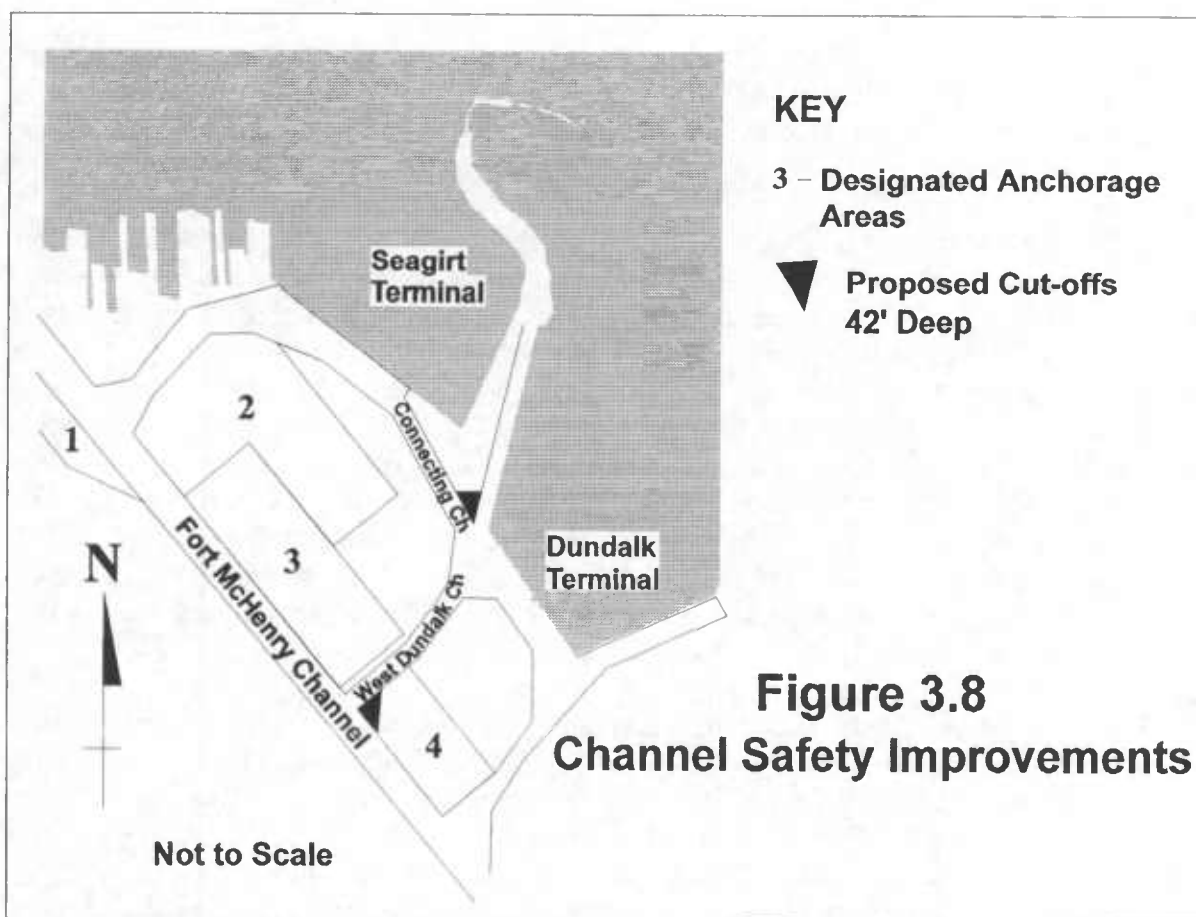 KEY
3 – Designated Anchorage
Areas
Proposed Cut-offs
42' Deep
Seagirt
Terminal
2
1
Connecting Ch
Fort McHenry Channel
3
Dundalk
Terminal
N
West Dundalk Ch
4
Figure 3.8
Channel Safety Improvements
Not to Scale